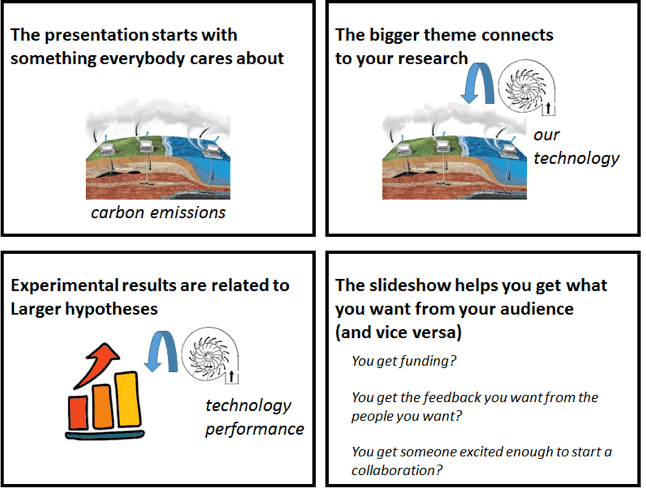 The presentation starts with
something everybody cares about
carbon emissions
The bigger theme connects
to your research
our
technology
Experimental results are related to
Larger hypotheses
technology
performance
The slideshow helps you get what
you want from your audience
(and vice versa)
You get funding?
You get the feedback you want from the
people you want?
You get someone excited enough to start a
collaboration?